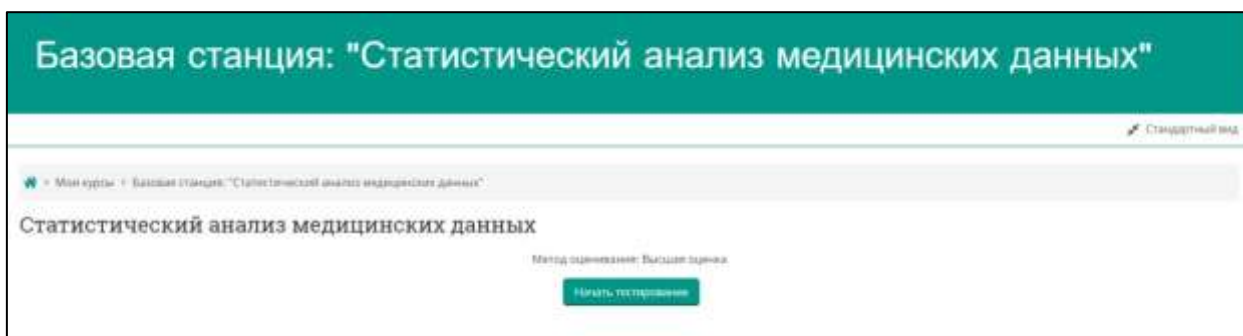 Базовая станция: "Статистический анализ медицинских данных"
Стандартный вид
Мои курсы Базовая станция: "Статистический анализ медицинских данных"
Статистический анализ медицинских данных
Метод оценивания: Высшая оценка
Начать тестирование